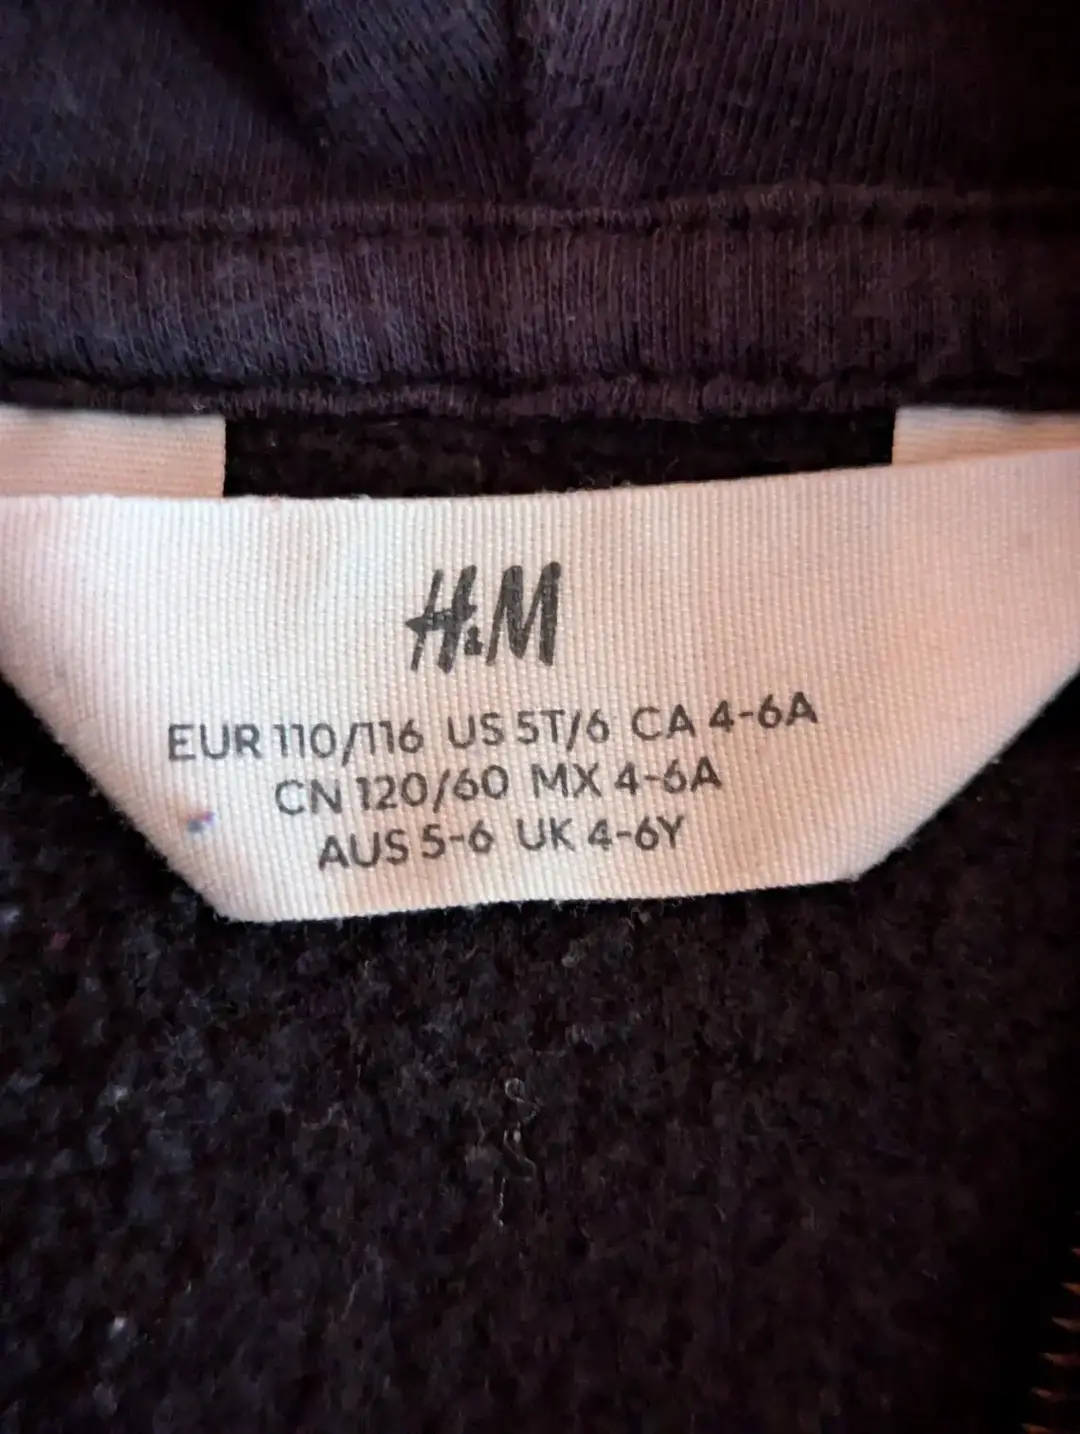 H&M
EUR 110/116 US 5T/6 CA 4-6A
CN 120/60 MX 4-6A
AUS 5-6 UK 4-6Y